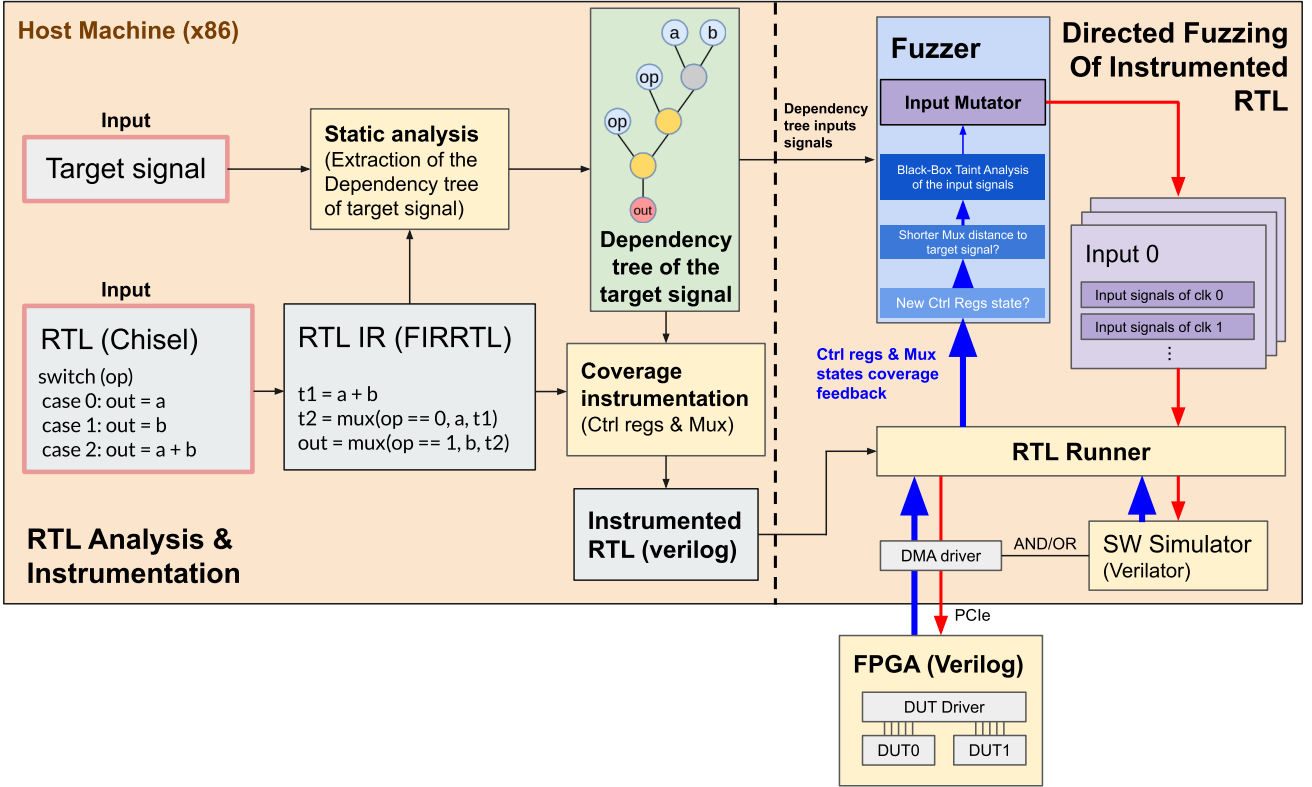 Host Machine (x86)
Input
Target signal
Static analysis
(Extraction of the
Dependency tree
of target signal)
a
b
op
op
out
Dependency
tree of the
target signal
Input
RTL (Chisel)
switch (op)
case 0: out = a
case 1: out = b
case 2: out = a + b
RTL IR (FIRRTL)
t1 = a + b
t2 = mux(op == 0, a, t1)
out = mux(op == 1, b, t2)
Coverage
instrumentation
(Ctrl regs & Mux)
Instrumented
RTL (verilog)
RTL Analysis &
Instrumentation
Dependency
tree inputs
signals
Fuzzer
Input Mutator
Black-Box Taint Analysis
of the input signals
Shorter Mux distance to
target signal?
New Ctrl Regs state?
Directed Fuzzing
Of Instrumented
RTL
Input 0
Input signals of clk 0
Input signals of clk 1
⋮
Ctrl regs & Mux
states coverage
feedback
RTL Runner
DMA driver
AND/OR
SW Simulator
(Verilator)
PCIe
FPGA (Verilog)
DUT Driver
DUT0
DUT1